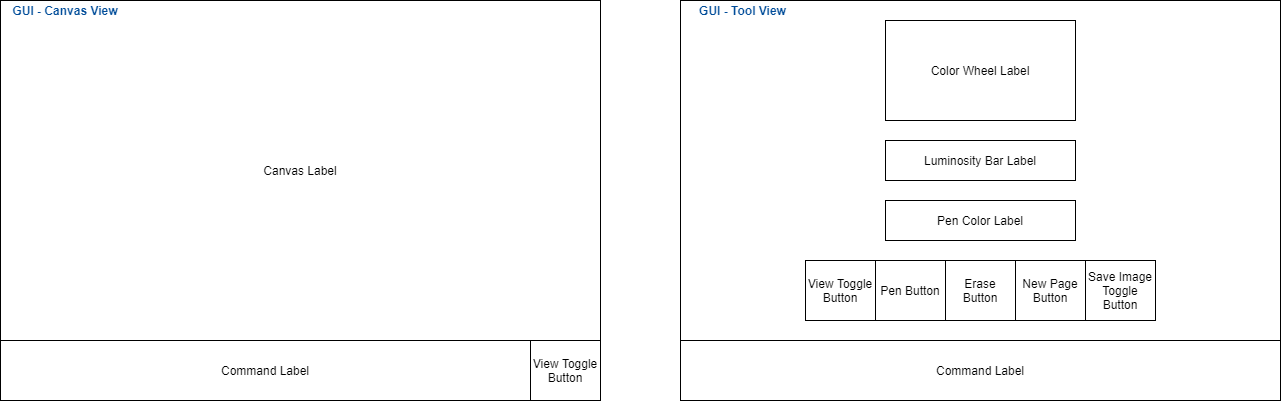 GUI - Canvas View
Canvas Label
Command Label
View Toggle
Button
GUI - Tool View
Color Wheel Label
Luminosity Bar Label
Pen Color Label
View Toggle
Button
Pen Button
Erase
Button
New Page
Button
Save Image
Toggle
Button
Command Label